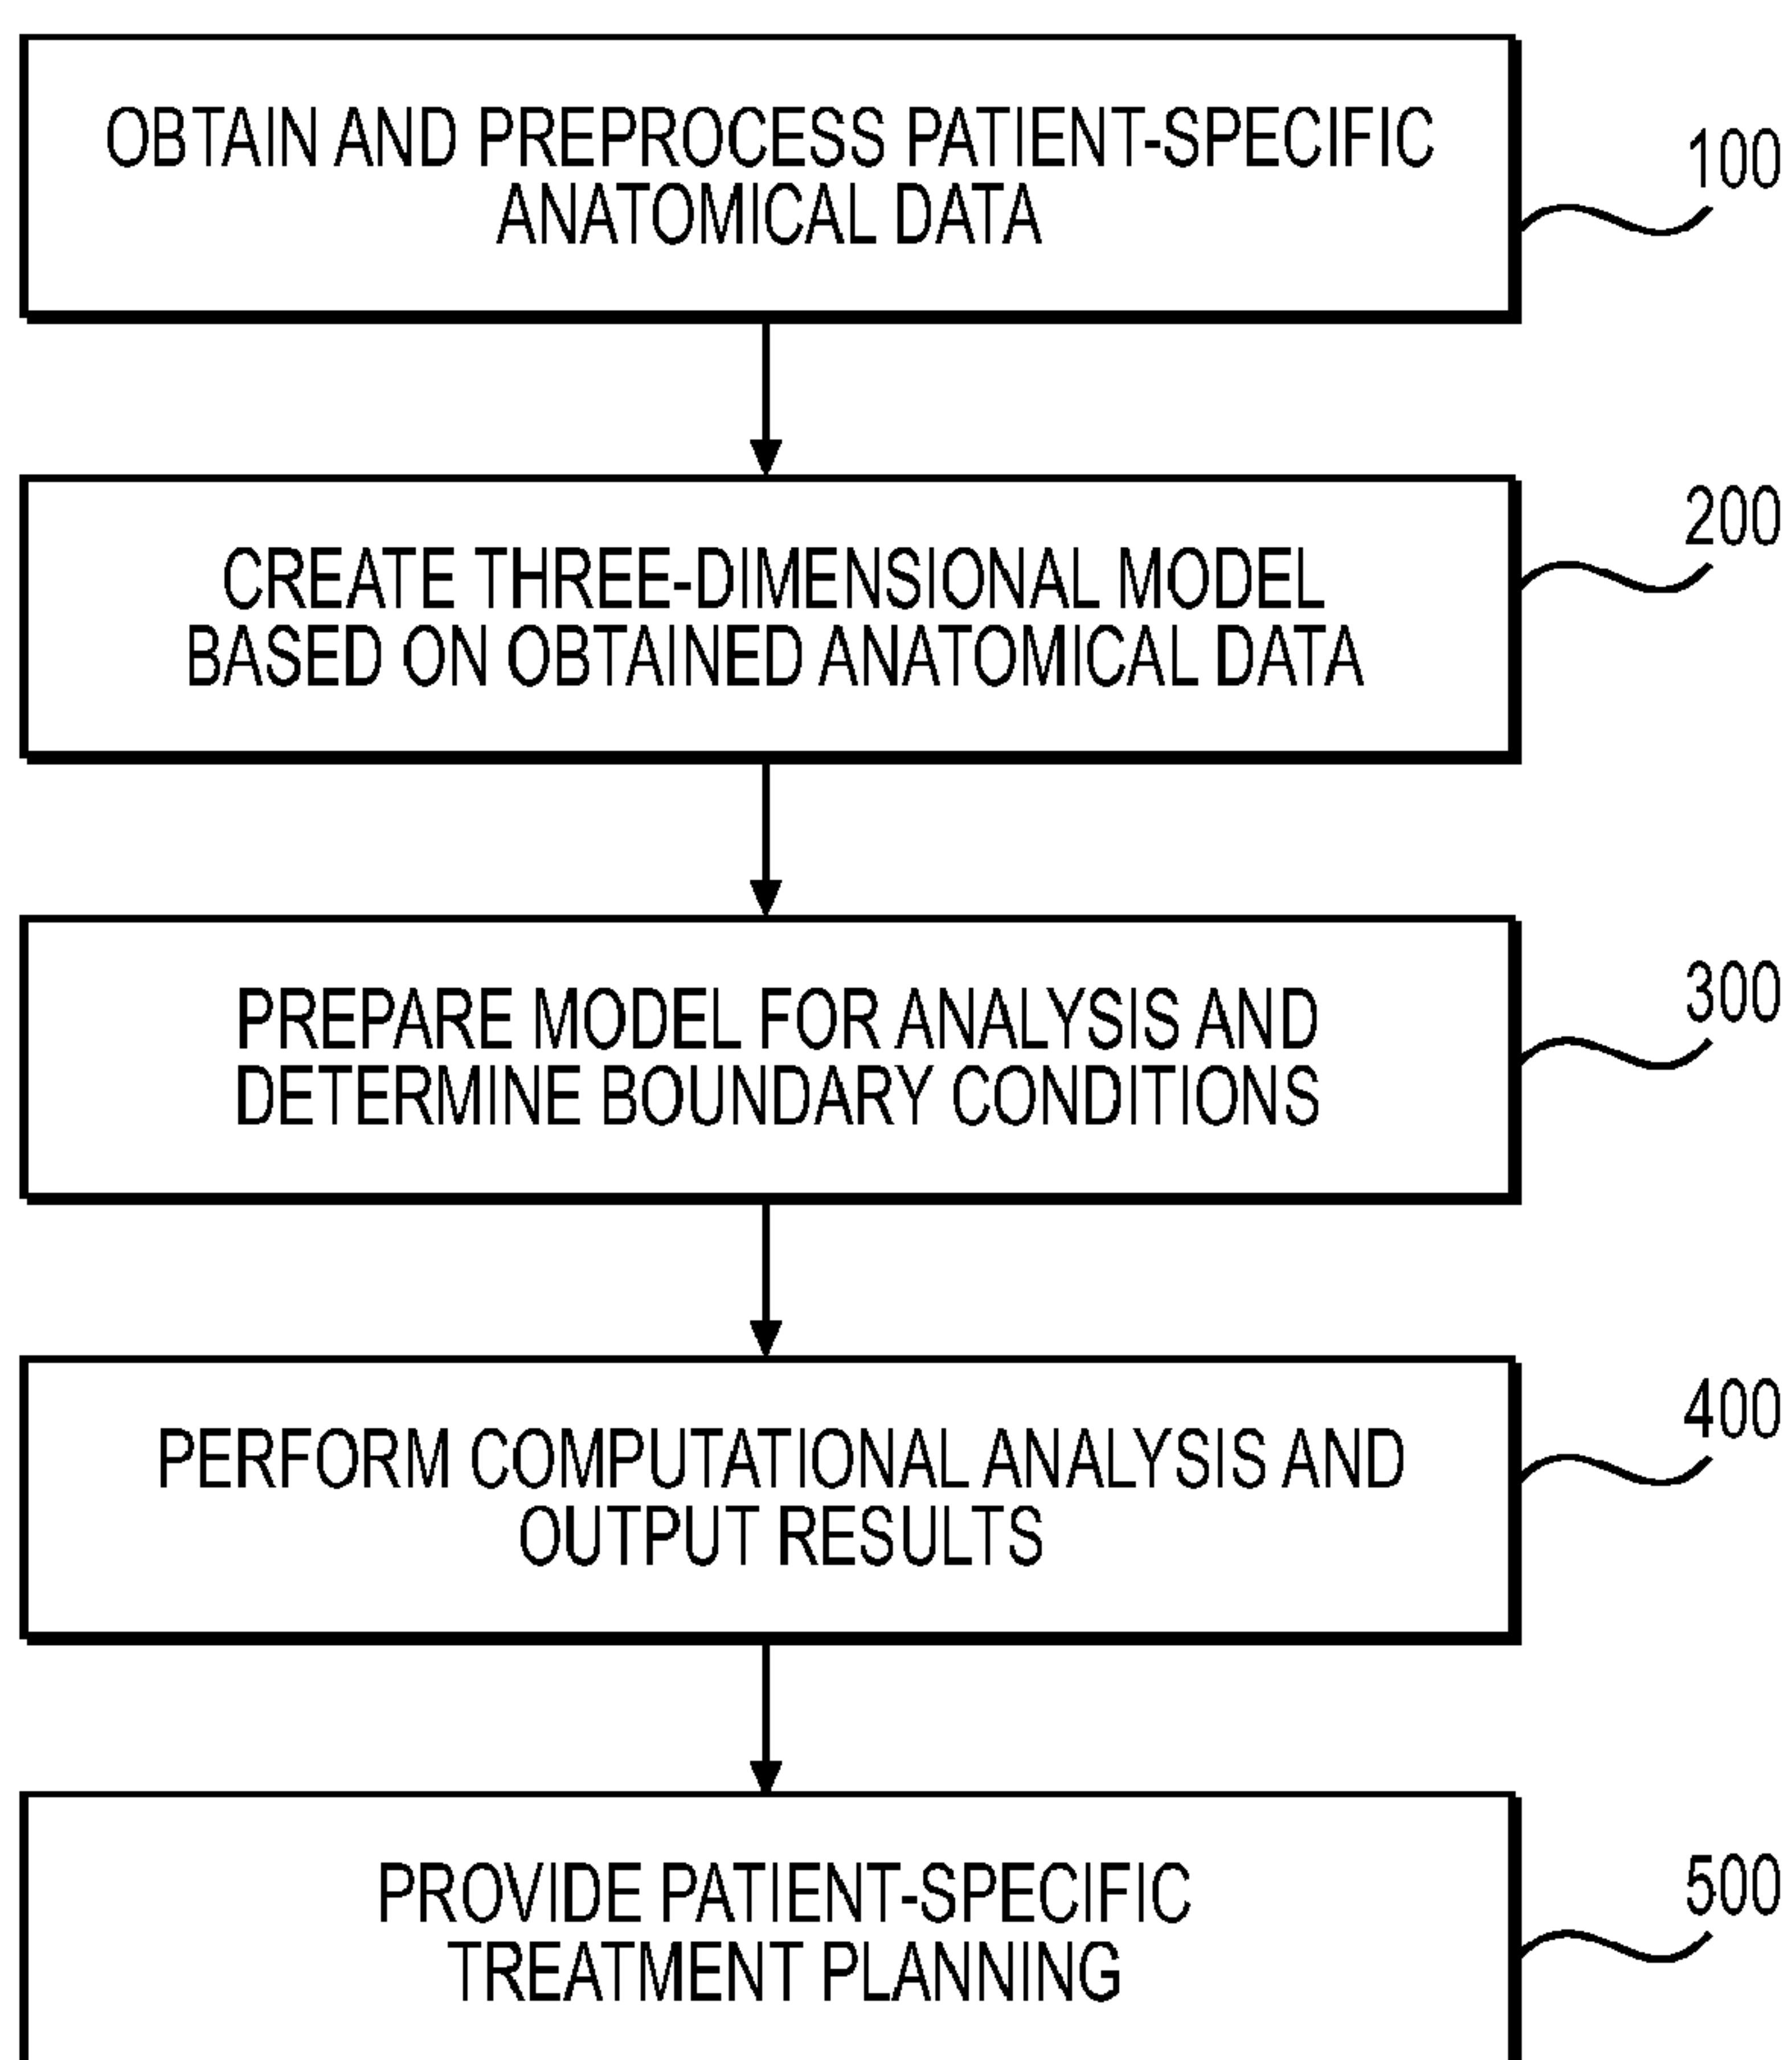 OBTAIN AND PREPROCESS PATIENT-SPECIFIC
ANATOMICAL DATA
100
CREATE THREE-DIMENSIONAL MODEL
BASED ON OBTAINED ANATOMICAL DATA
200
PREPARE MODEL FOR ANALYSIS AND
DETERMINE BOUNDARY CONDITIONS
300
PERFORM COMPUTATIONAL ANALYSIS AND
OUTPUT RESULTS
400
PROVIDE PATIENT-SPECIFIC
TREATMENT PLANNING
500